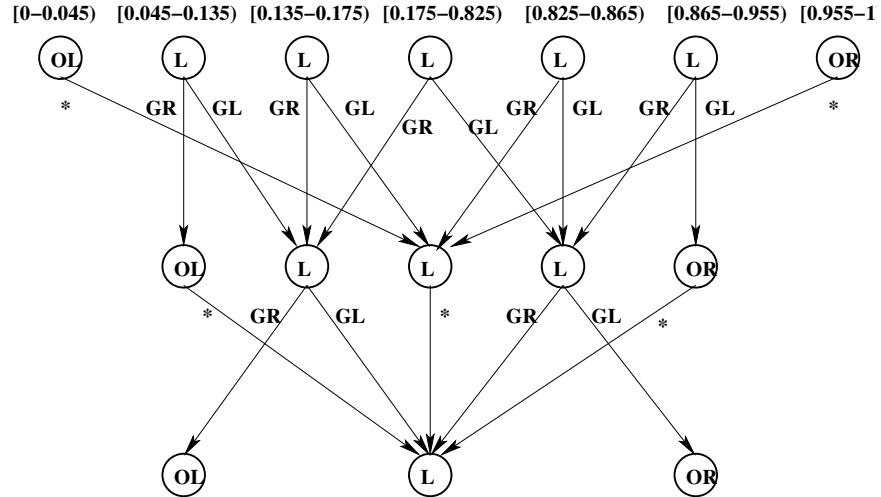 [0−0.045) [0.045−0.135) [0.135−0.175) [0.175−0.825) [0.825−0.865) [0.865−0.955) [0.955−1
OL L L L L L OR
* GR GL GR GL GR GL GR GL GR GL *
OL L L L OR
* GR GL * GR GL *
OL L OR